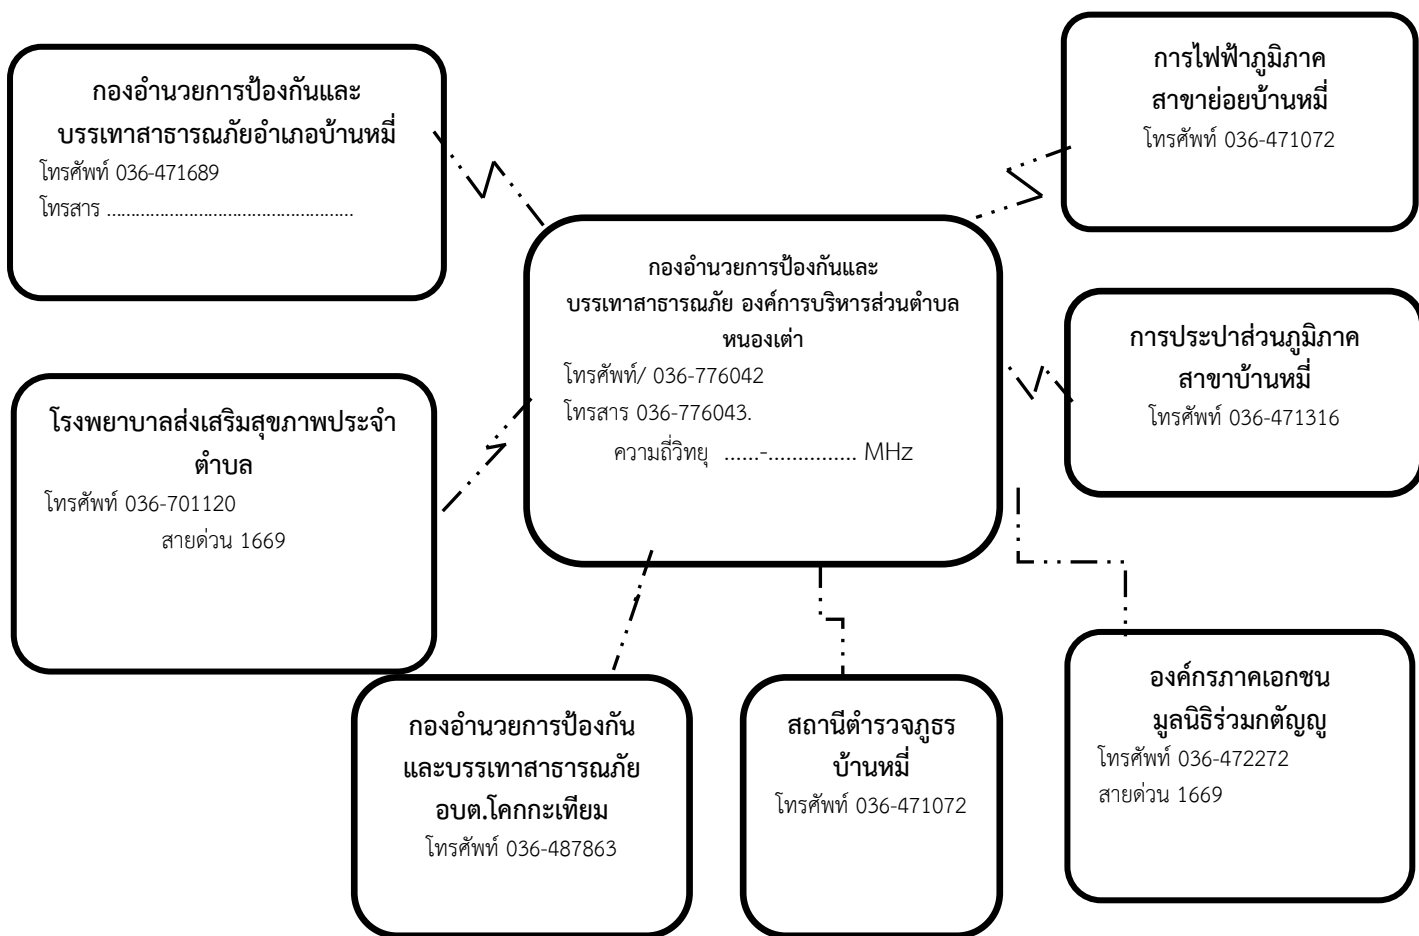 กองอำนวยการป้องกันและ
บรรเทาสาธารณภัยอำเภอบ้านหมี่
โทรศัพท์ 036-471689
โทรสาร ...................................................
การไฟฟ้าภูมิภาค
สาขาย่อยบ้านหมี่
โทรศัพท์ 036-471072
กองอำนวยการป้องกันและ
บรรเทาสาธารณภัย องค์การบริหารส่วนตำบล
หนองเต่า
โทรศัพท์/ 036-776042
โทรสาร 036-776043.
ความถี่วิทยุ ......-............... MHz
การประปาส่วนภูมิภาค
สาขาบ้านหมี่
โทรศัพท์ 036-471316
โรงพยาบาลส่งเสริมสุขภาพประจำ
ตำบล
โทรศัพท์ 036-701120
สายด่วน 1669
กองอำนวยการป้องกัน
และบรรเทาสาธารณภัย
อบต.โคกกะเทียม
โทรศัพท์ 036-487863
สถานีตำรวจภูธร
บ้านหมี่
โทรศัพท์ 036-471072
องค์กรภาคเอกชน
มูลนิธิร่วมกตัญญู
โทรศัพท์ 036-472272
สายด่วน 1669